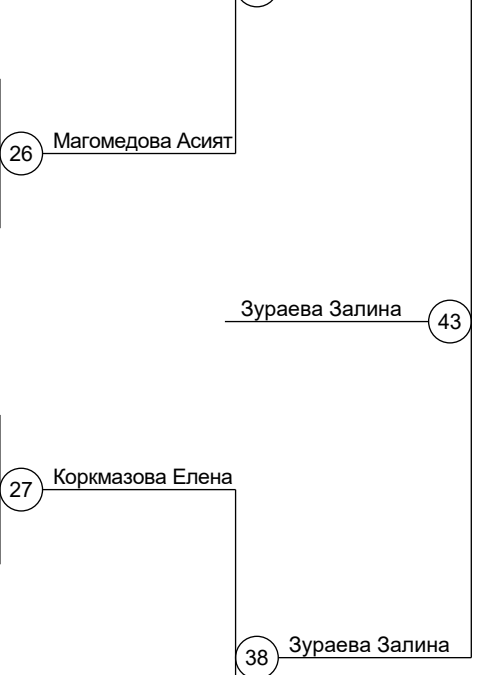 26 Магомедова Асият
Зураева Залина 43
27 Коркмазова Елена
38 Зураева Залина